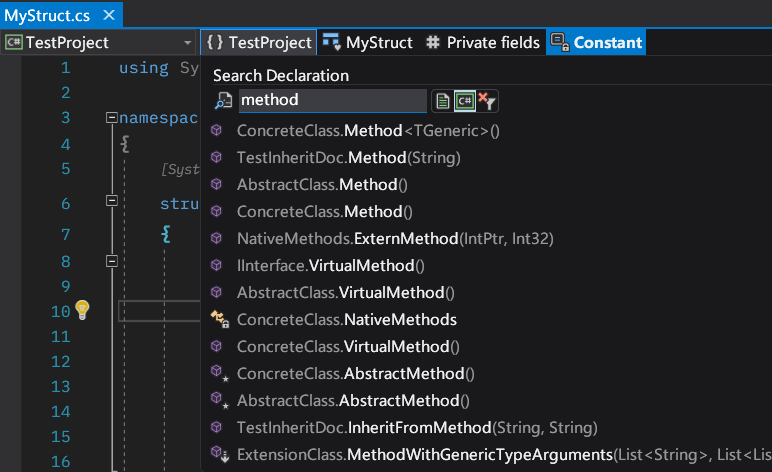 MyStruct.cs
TestProject
{ } TestProject MyStruct # Private fields Constant
Search Declaration
method
C#
1 using Sy
2
3 namespac
4 {
5 [Syst
6 stru
7 {
8
9
10
11
12
13
14
15
16
ConcreteClass.Method<TGeneric>()
TestInheritDoc.Method(String)
AbstractClass.Method()
ConcreteClass.Method()
NativeMethods.ExternMethod(IntPtr, Int32)
IInterface.VirtualMethod()
AbstractClass.VirtualMethod()
ConcreteClass.NativeMethods
ConcreteClass.VirtualMethod()
ConcreteClass.AbstractMethod()
AbstractClass.AbstractMethod()
TestInheritDoc.InheritFromMethod(String, String)
ExtensionClass.MethodWithGenericTypeArguments(List<String>, List<Lis